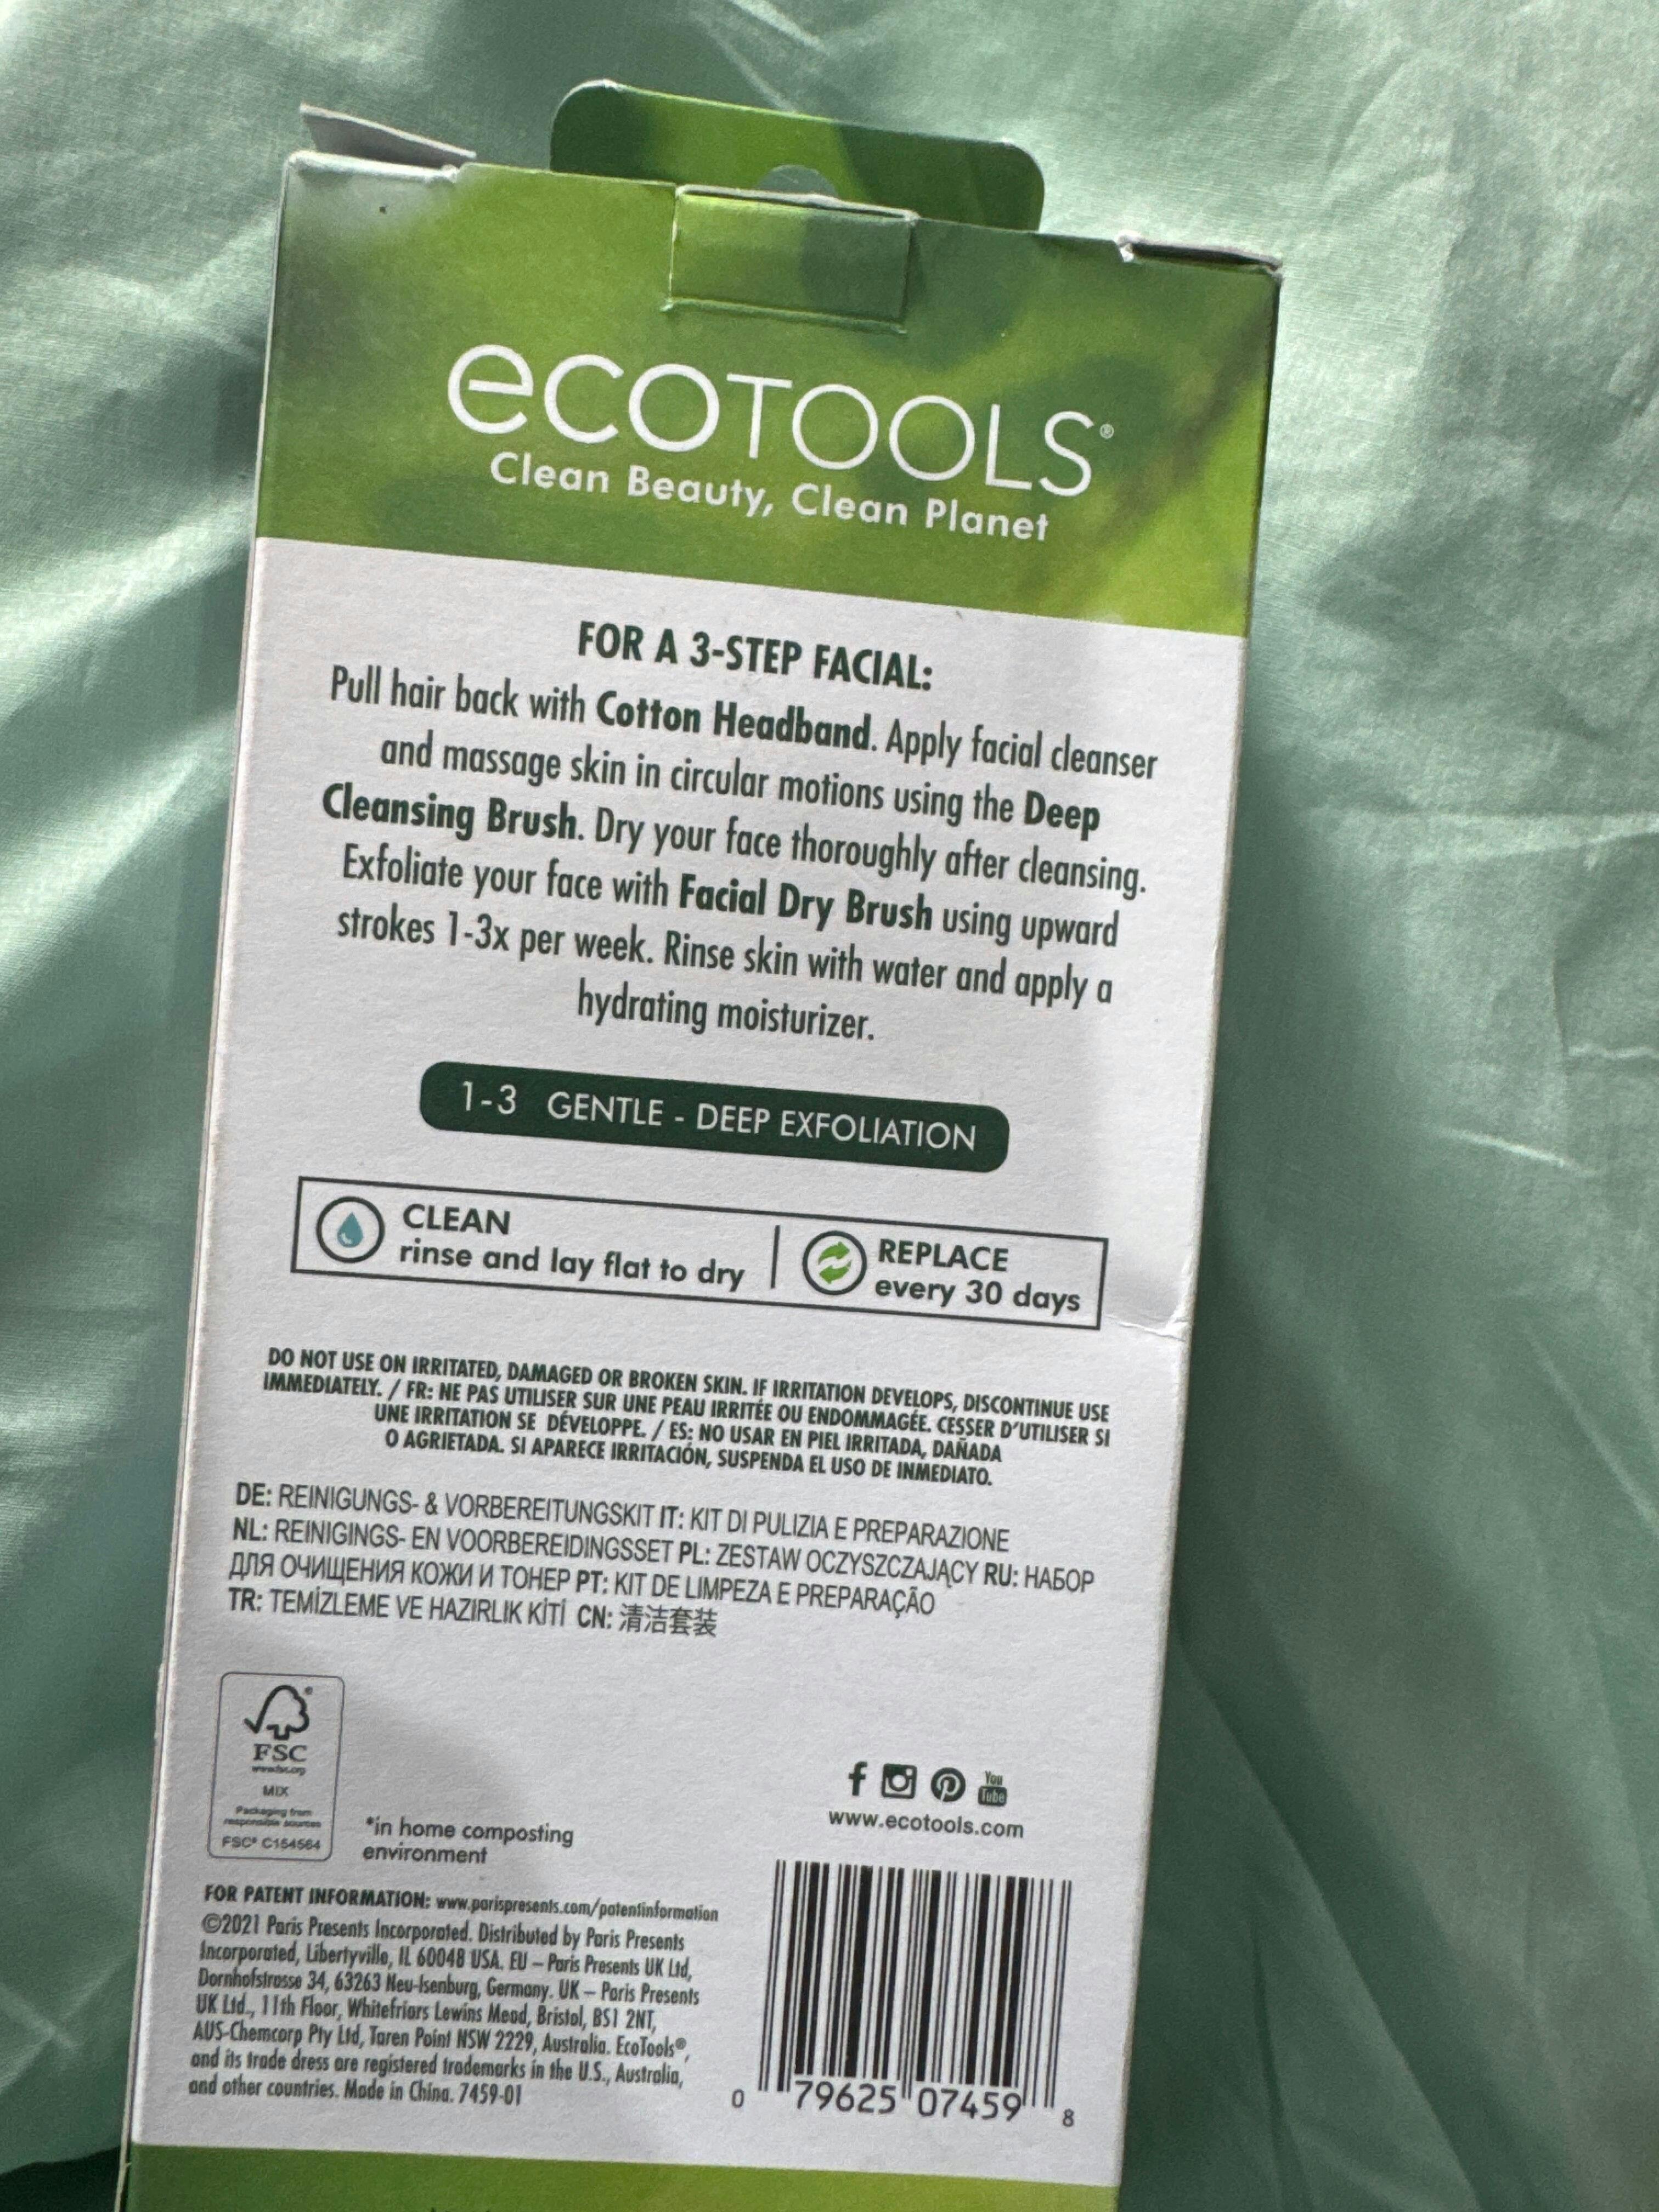 ecoTOOLS®
Clean Beauty, Clean Planet
FOR A 3-STEP FACIAL:
Pull hair back with Cotton Headband. Apply facial cleanser
and massage skin in circular motions using the Deep
Cleansing Brush. Dry your face thoroughly after cleansing.
Exfoliate your face with Facial Dry Brush using upward
strokes 1-3x per week. Rinse skin with water and apply a
hydrating moisturizer.
1-3 GENTLE - DEEP EXFOLIATION
CLEAN
rinse and lay flat to dry
REPLACE
every 30 days
DO NOT USE ON IRRITATED, DAMAGED OR BROKEN SKIN. IF IRRITATION DEVELOPS, DISCONTINUE USE
IMMEDIATELY. / FR: NE PAS UTILISER SUR UNE PEAU IRRITÉE OU ENDOMMAGÉE. CESSER D'UTILISER SI
UNE IRRITATION SE DÉVELOPPE. / ES: NO USAR EN PIEL IRRITADA, DAÑADA
O AGRIETADA. SI APARECE IRRITACIÓN, SUSPENDA EL USO DE INMEDIATO.
DE: REINIGUNGS- & VORBEREITUNGSKIT IT: KIT DI PULIZIA E PREPARAZIONE
NL: REINIGINGS- EN VOORBEREIDINGSSET PL: ZESTAW OCZYSZCZAJĄCY RU: НАБОР
ДЛЯ ОЧИЩЕНИЯ КОЖИ И ТОНЕР PT: KIT DE LIMPEZA E PREPARAÇÃO
TR: TEMİZLEME VE HAZIRLIK KİTİ CN: 清洁套装
FSC
www.fsc.org
MIX
Packaging from
responsible sources
FSC® C154564
*in home composting
environment
f You
Tube
www.ecotools.com
FOR PATENT INFORMATION: www.parispresents.com/patentinformation
©2021 Paris Presents Incorporated. Distributed by Paris Presents
Incorporated, Libertyville, IL 60048 USA. EU – Paris Presents UK Ltd,
Dornhofstrasse 34, 63263 Neu-Isenburg, Germany. UK – Paris Presents
UK Ltd., 11th Floor, Whitefriars Lewins Mead, Bristol, BS1 2NT,
AUS-Chemcorp Pty Ltd, Taren Point NSW 2229, Australia. EcoTools®,
and its trade dress are registered trademarks in the U.S., Australia,
and other countries. Made in China. 7459-01
0 79625 07459 8